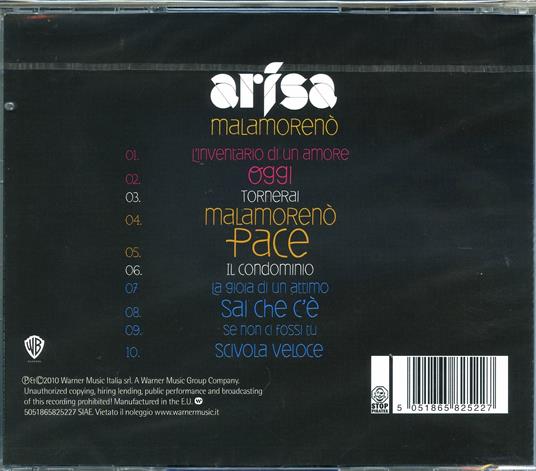 arisa
malamorenò
01. L'inventario di un amore
02. oggi
03. Tornerai
04. malamorenò
05. pace
06. Il condominio
07 La gioia di un attimo
08. sai che c'è
09. se non ci fossi tu
10. scivola veloce
℗&©2010 Warner Music Italia srl. A Warner Music Group Company.
Unauthorized copying, hiring lending, public performance and broadcasting
of this recording prohibited! Manufactured in the E.U.
5051865825227 SIAE. Vietato il noleggio www.warnermusic.it
STOP
5 051865 825227